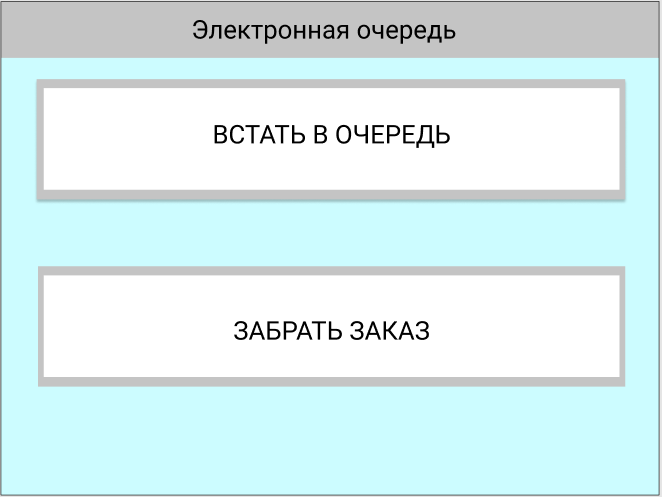 Электронная очередь
ВСТАТЬ В ОЧЕРЕДЬ
ЗАБРАТЬ ЗАКАЗ